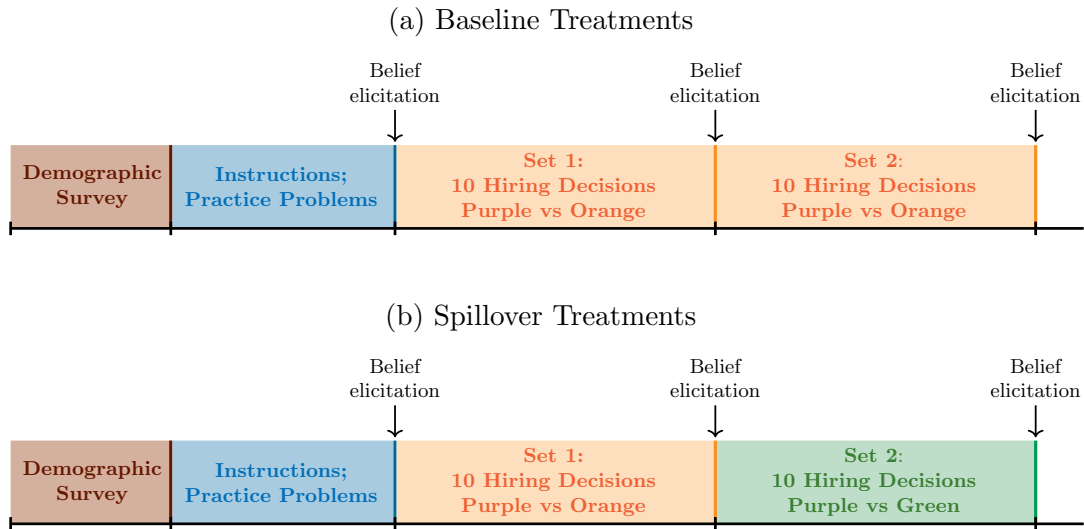 (a) Baseline Treatments
Belief
elicitation
Belief
elicitation
Belief
elicitation
Demographic
Survey
Instructions;
Practice Problems
Set 1:
10 Hiring Decisions
Purple vs Orange
Set 2:
10 Hiring Decisions
Purple vs Orange
(b) Spillover Treatments
Belief
elicitation
Belief
elicitation
Belief
elicitation
Demographic
Survey
Instructions;
Practice Problems
Set 1:
10 Hiring Decisions
Purple vs Orange
Set 2:
10 Hiring Decisions
Purple vs Green